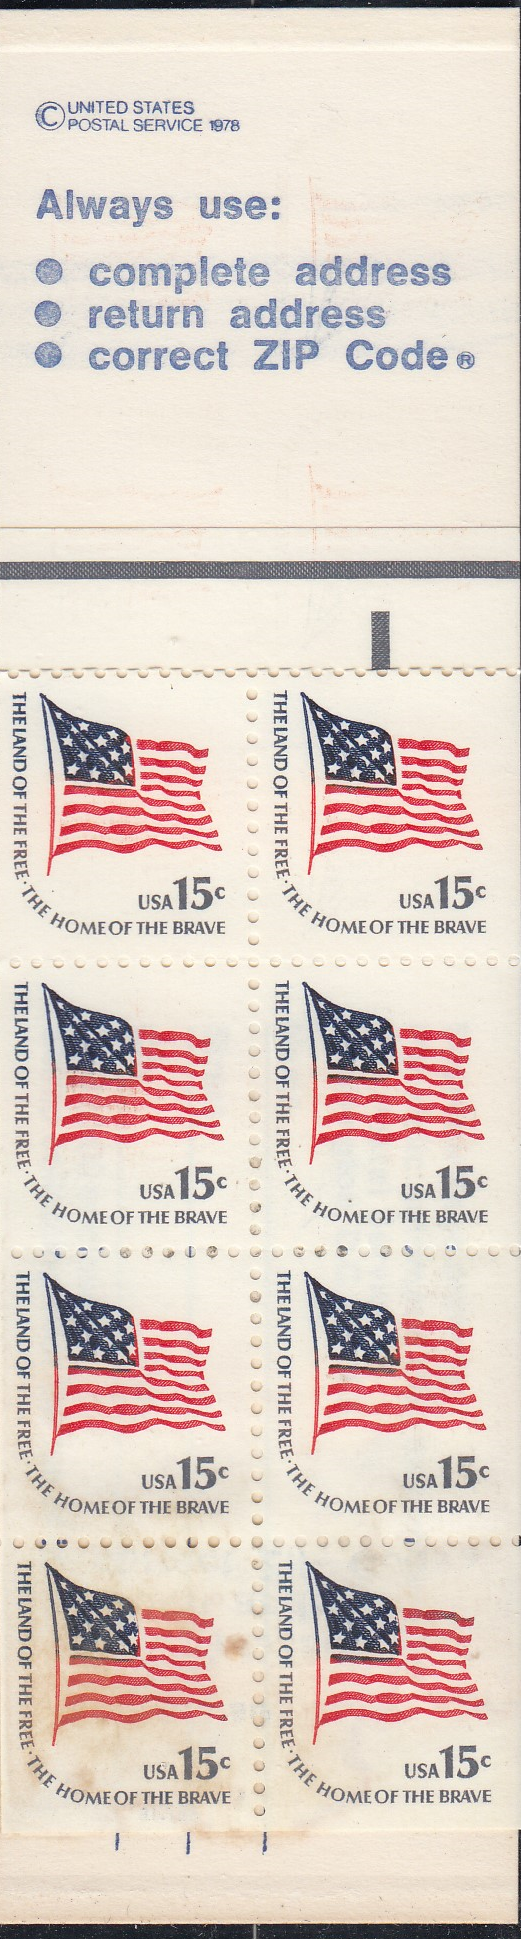 © UNITED STATES
POSTAL SERVICE 1978
Always use:
● complete address
● return address
● correct ZIP Code®
THE LAND OF THE FREE · THE HOME OF THE BRAVE
USA 15c
THE LAND OF THE FREE · THE HOME OF THE BRAVE
USA 15c
THE LAND OF THE FREE · THE HOME OF THE BRAVE
USA 15c
THE LAND OF THE FREE · THE HOME OF THE BRAVE
USA 15c
THE LAND OF THE FREE · THE HOME OF THE BRAVE
USA 15c
THE LAND OF THE FREE · THE HOME OF THE BRAVE
USA 15c
THE LAND OF THE FREE · THE HOME OF THE BRAVE
USA 15c
THE LAND OF THE FREE · THE HOME OF THE BRAVE
USA 15c